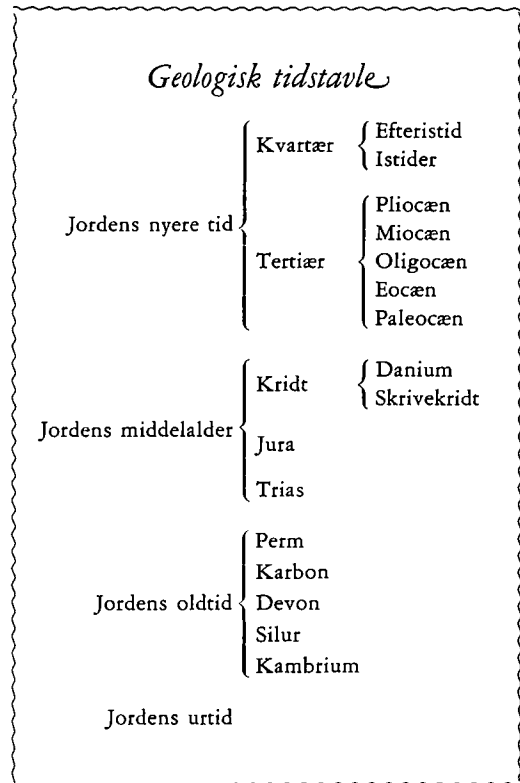 Geologisk tidstavle
Kvartær
Efteristid
Istider
Jordens nyere tid
Tertiær
Pliocæn
Miocæn
Oligocæn
Eocæn
Paleocæn
Kridt
Danium
Skrivekridt
Jordens middelalder
Jura
Trias
Perm
Karbon
Jordens oldtid
Devon
Silur
Kambrium
Jordens urtid